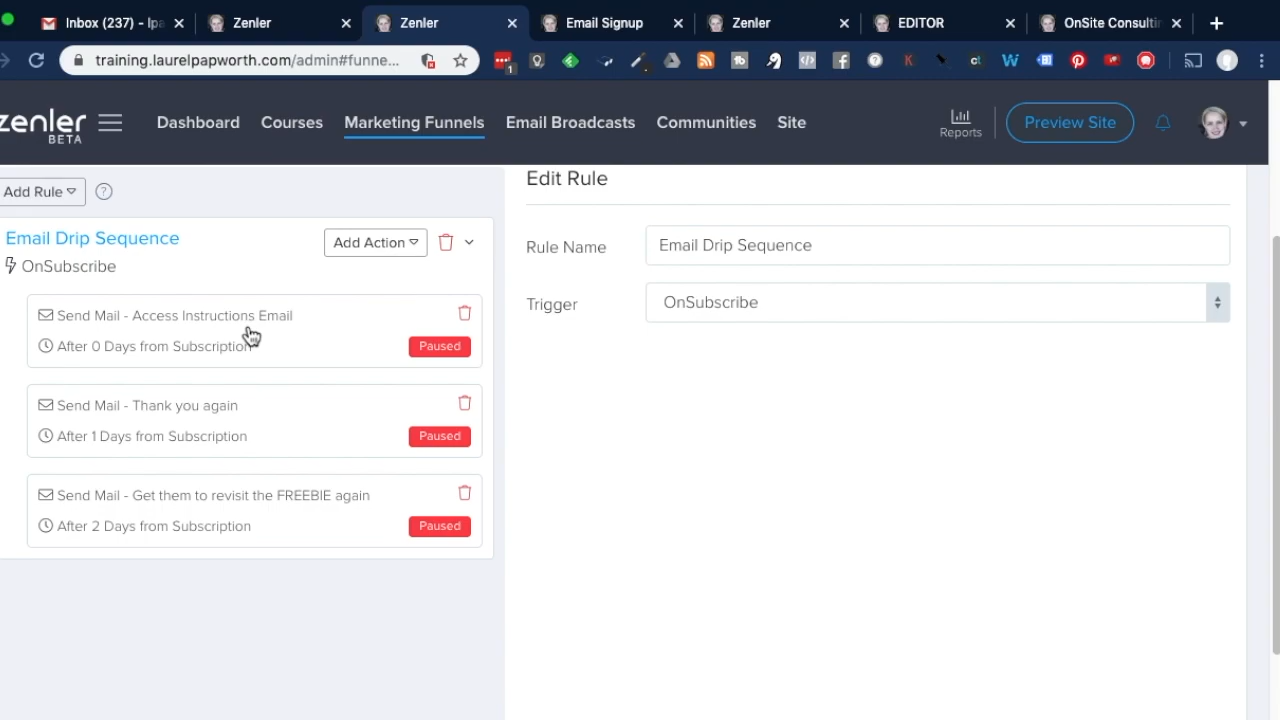 Inbox (237) - lpa
Zenler
Zenler
Email Signup
Zenler
EDITOR
OnSite Consultin
training.laurelpapworth.com/admin#funne...
1
zenler
BETA
Dashboard
Courses
Marketing Funnels
Email Broadcasts
Communities
Site
Reports
Preview Site
Add Rule
Edit Rule
Email Drip Sequence
Add Action
OnSubscribe
Rule Name
Email Drip Sequence
Trigger
OnSubscribe
Send Mail - Access Instructions Email
After 0 Days from Subscription
Paused
Send Mail - Thank you again
After 1 Days from Subscription
Paused
Send Mail - Get them to revisit the FREEBIE again
After 2 Days from Subscription
Paused